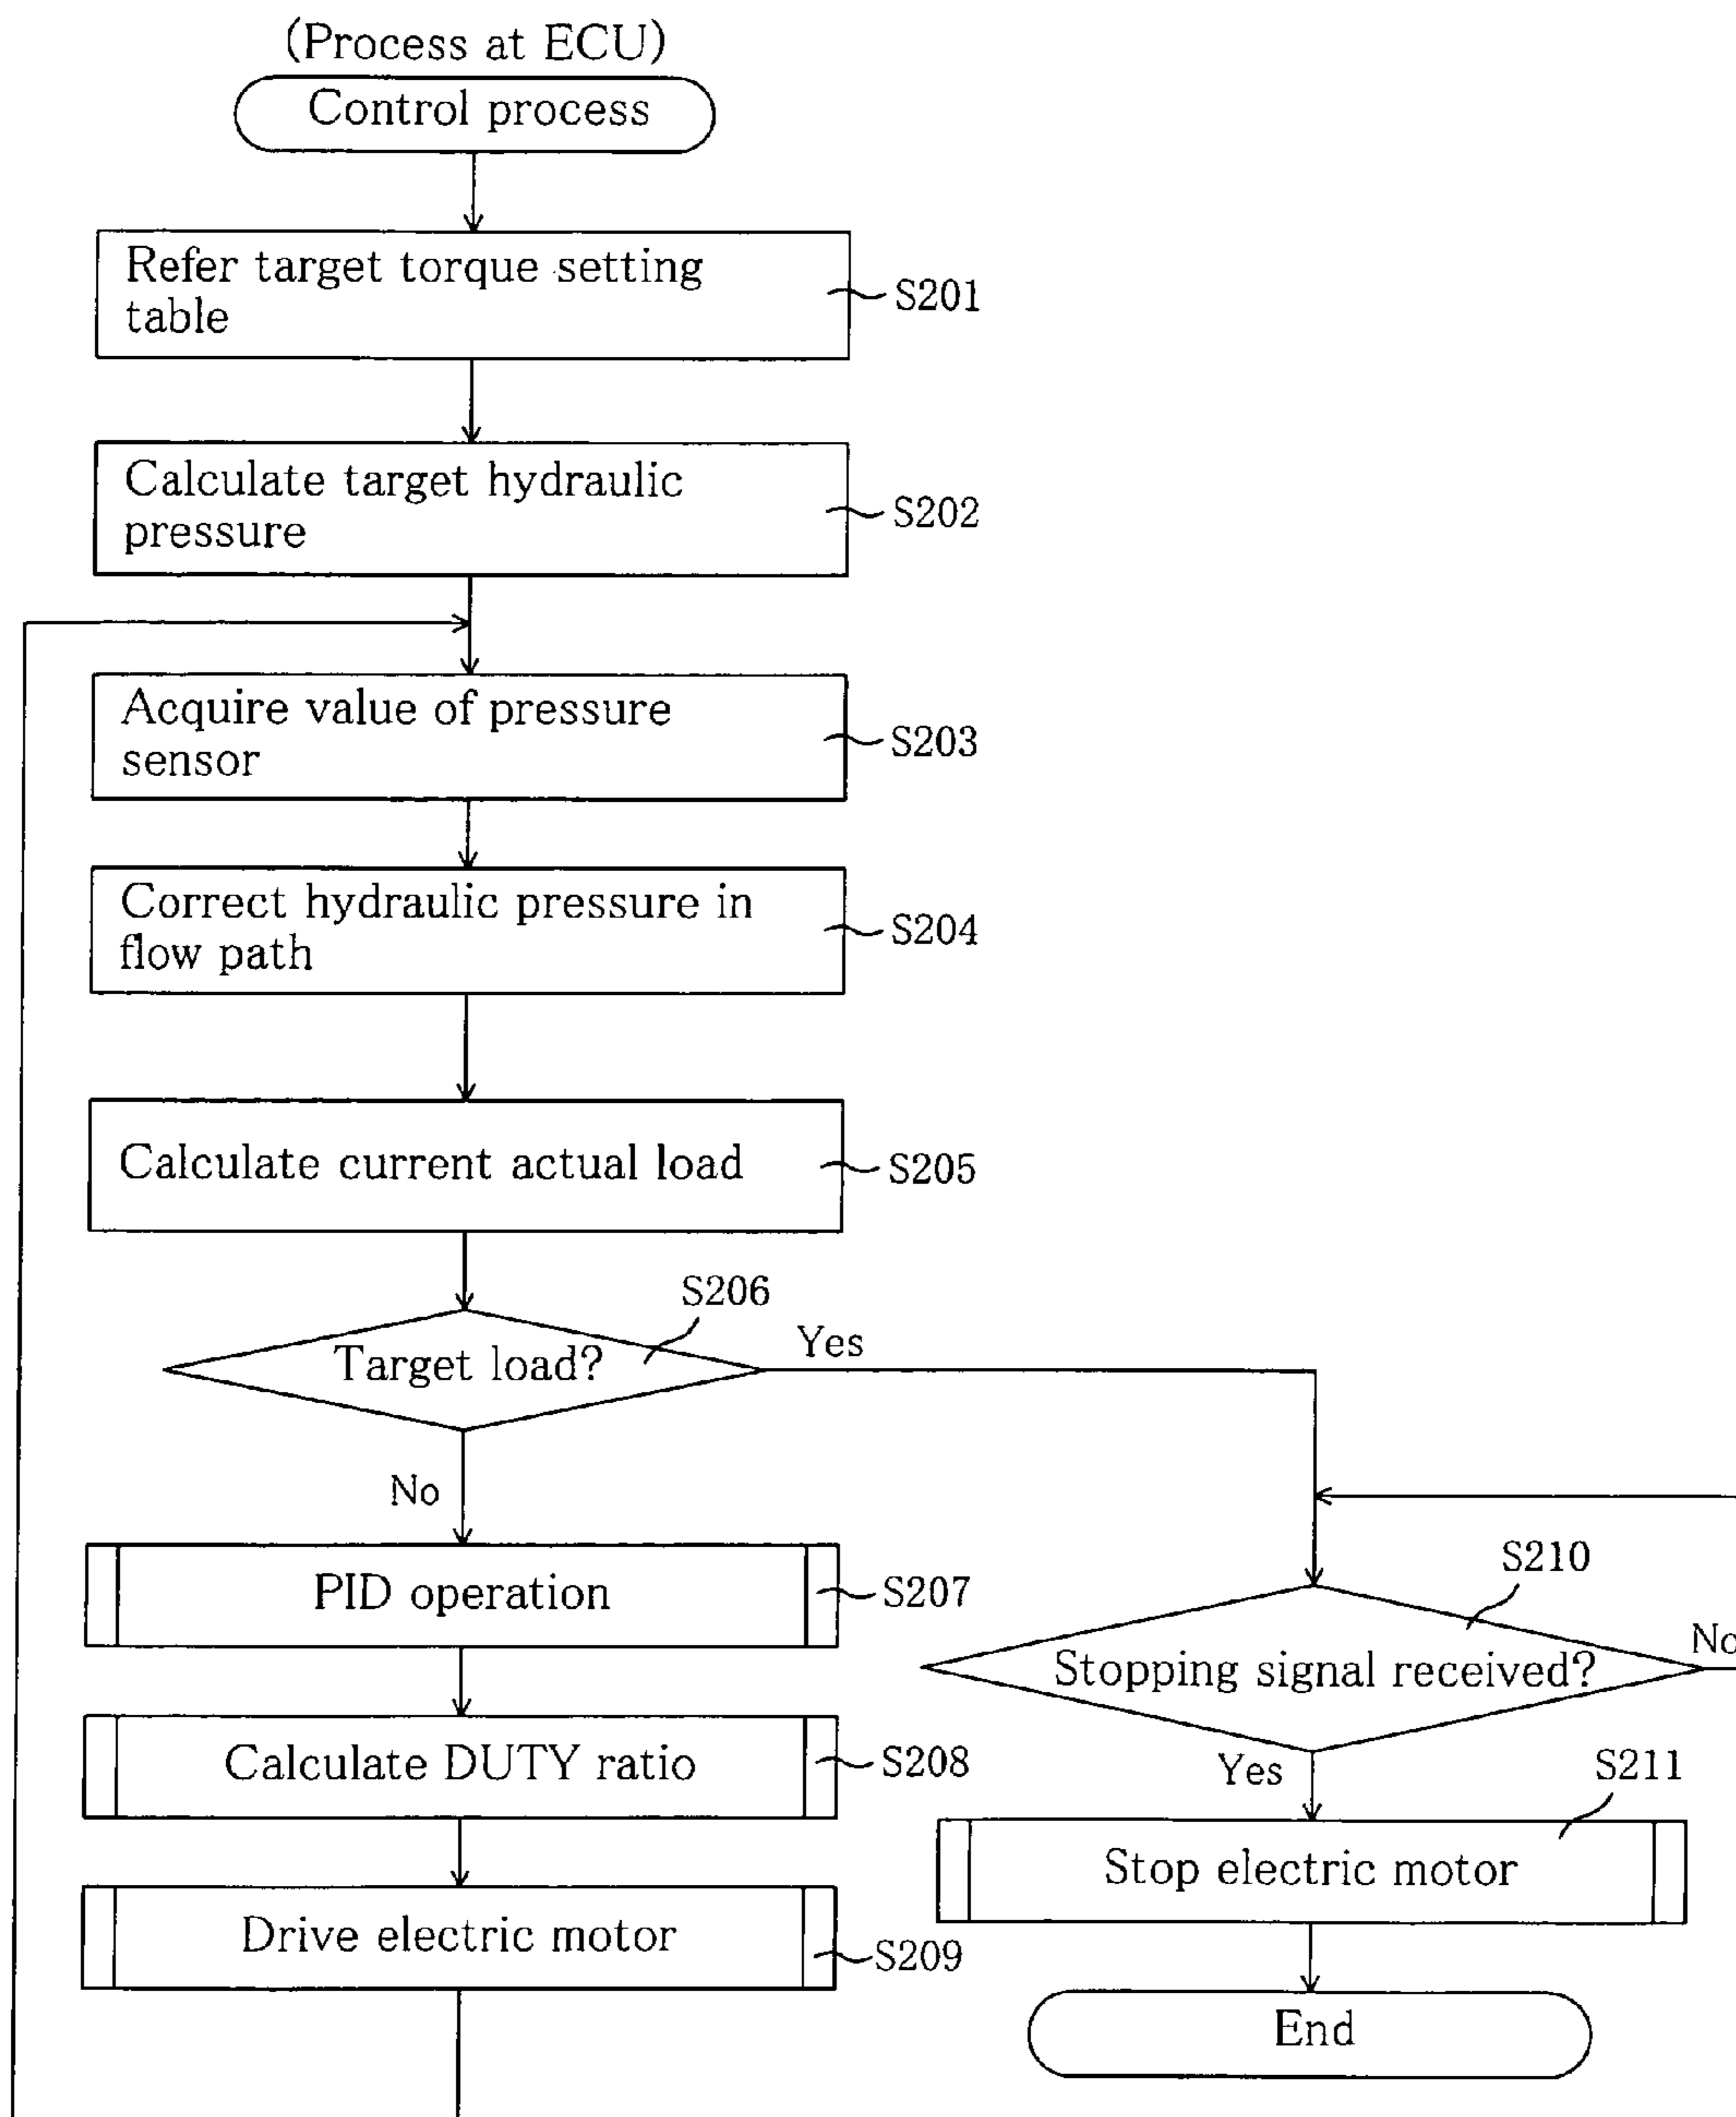 (Process at ECU)
Control process
Refer target torque setting
table
S201
Calculate target hydraulic
pressure
S202
Acquire value of pressure
sensor
S203
Correct hydraulic pressure in
flow path
S204
Calculate current actual load
S205
S206
Target load?
Yes
No
PID operation
S207
Calculate DUTY ratio
S208
Drive electric motor
S209
S210
Stopping signal received?
No
Yes
S211
Stop electric motor
End